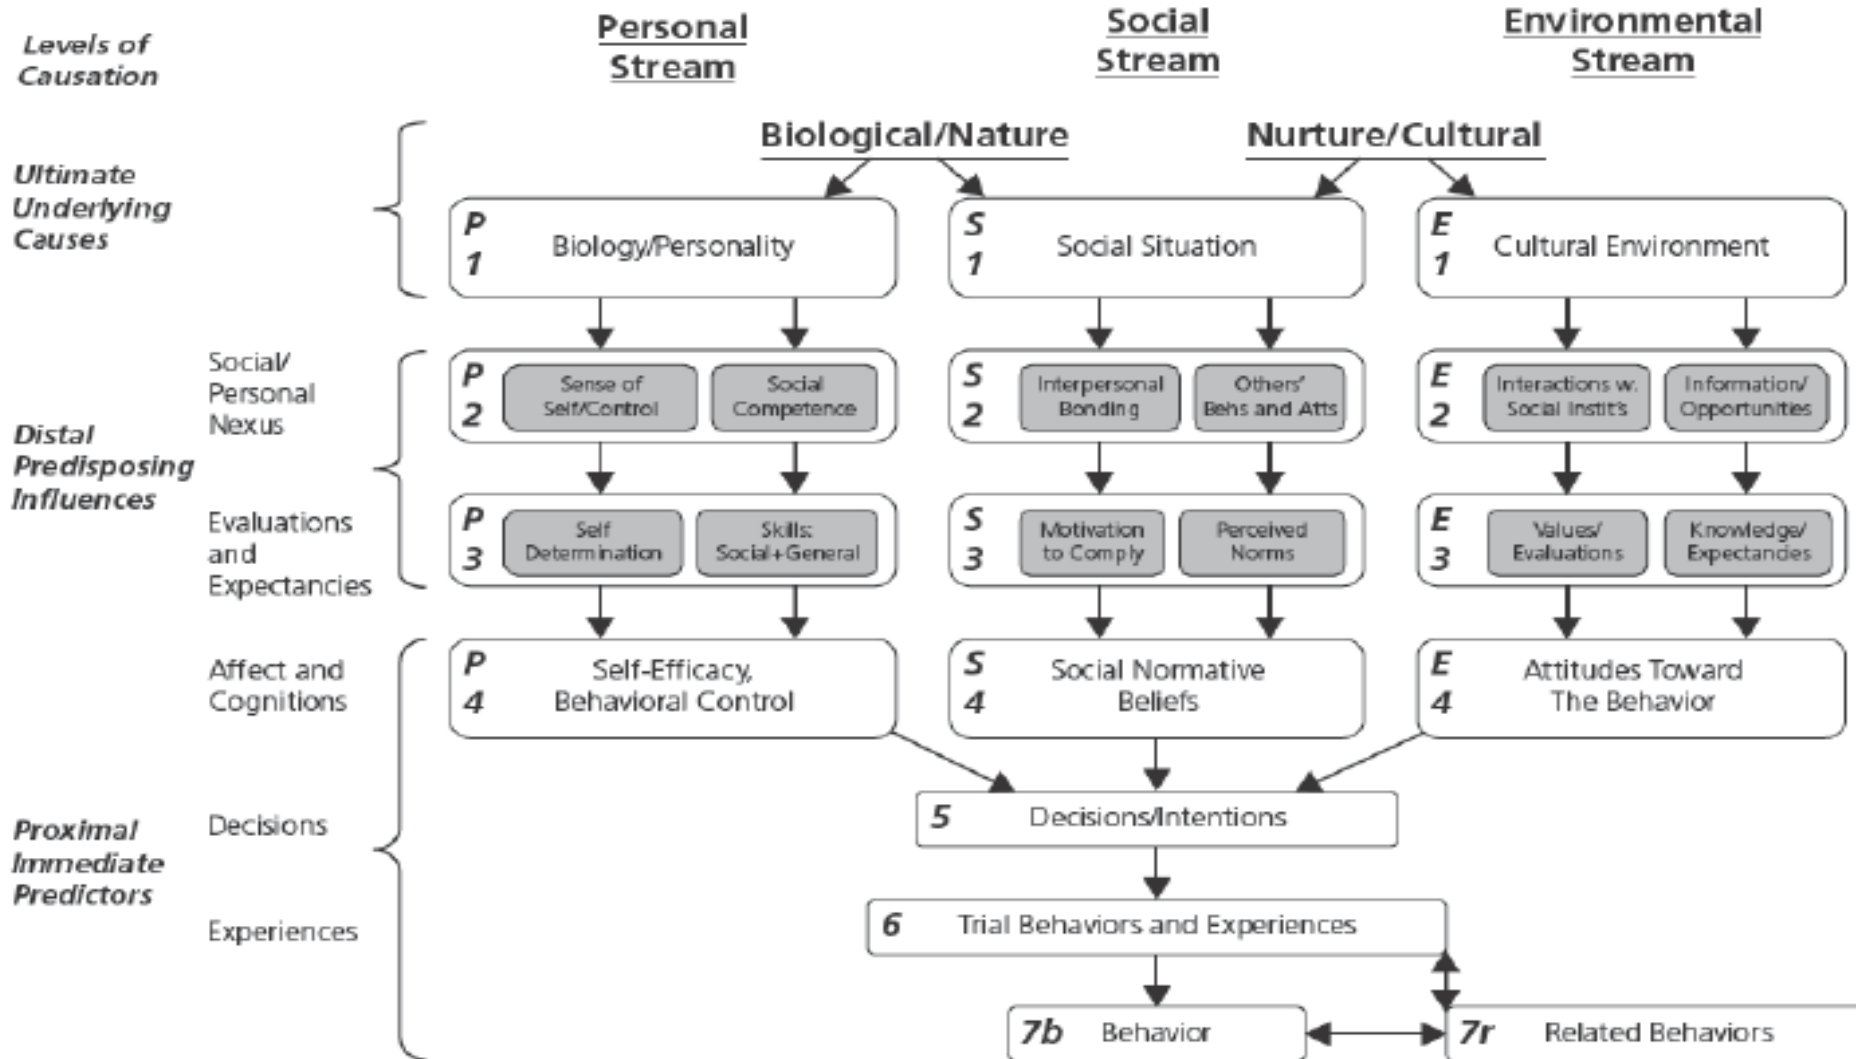 Levels of
Causation
Personal
Stream
Social
Stream
Environmental
Stream
Biological/Nature
Nurture/Cultural
Ultimate
Underlying
Causes
P
1
Biology/Personality
S
1
Social Situation
E
1
Cultural Environment
Distal
Predisposing
Influences
Social/
Personal
Nexus
P
2
Sense of
Self/Control
Social
Competence
S
2
Interpersonal
Bonding
Others'
Behs and Atts
E
2
Interactions w.
Social Instit's
Information/
Opportunities
Evaluations
and
Expectancies
P
3
Self
Determination
Skills:
Social+General
S
3
Motivation
to Comply
Perceived
Norms
E
3
Values/
Evaluations
Knowledge/
Expectancies
Affect and
Cognitions
P
4
Self-Efficacy,
Behavioral Control
S
4
Social Normative
Beliefs
E
4
Attitudes Toward
The Behavior
Proximal
Immediate
Predictors
Decisions
5 Decisions/Intentions
Experiences
6 Trial Behaviors and Experiences
7b Behavior
7r Related Behaviors